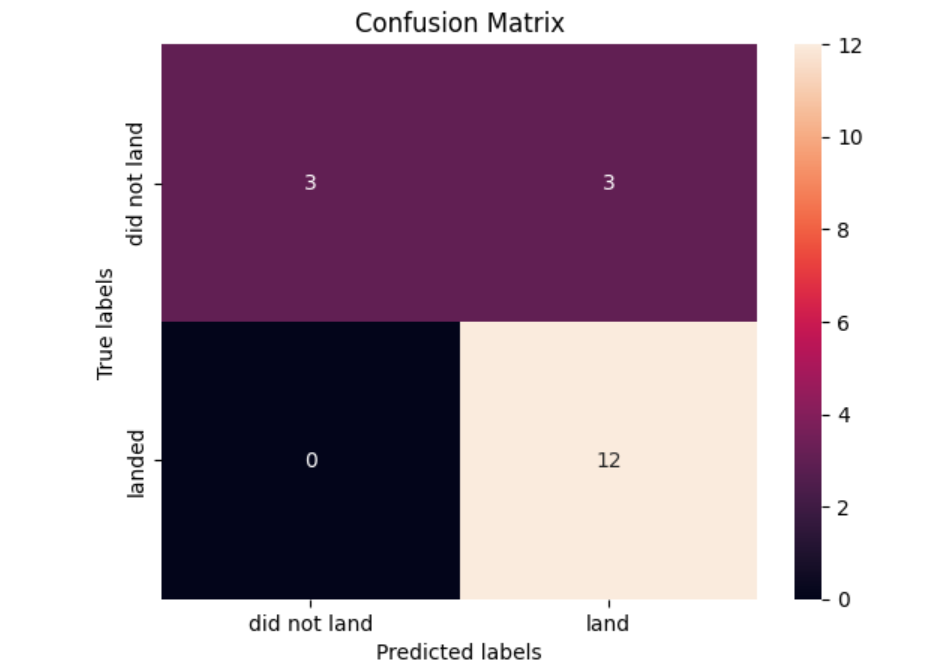 Confusion Matrix
True labels
did not land
landed
3
3
0
12
did not land
land
Predicted labels
12
10
8
6
4
2
0